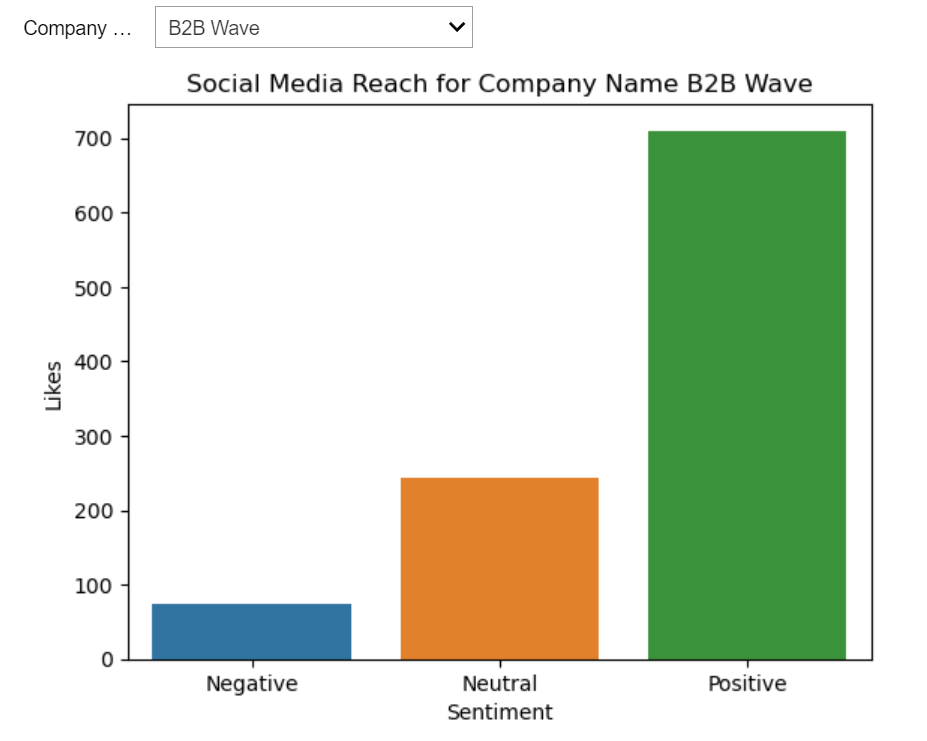 Company ... B2B Wave
Social Media Reach for Company Name B2B Wave
700
600
500
400
300
200
100
0
Likes
Negative Neutral Positive
Sentiment